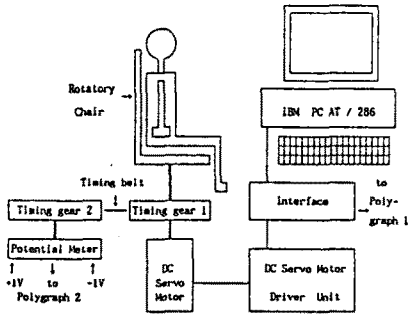 Rotatory
Chair
IBM PC AT / 286
Timing belt
to
Poly-
graph 1
Interface
Timing gear 2
Timing gear 1
Potential Meter
+1V to -1V
Polygraph 2
DC
Servo
Motor
DC Servo Motor
Driver Unit